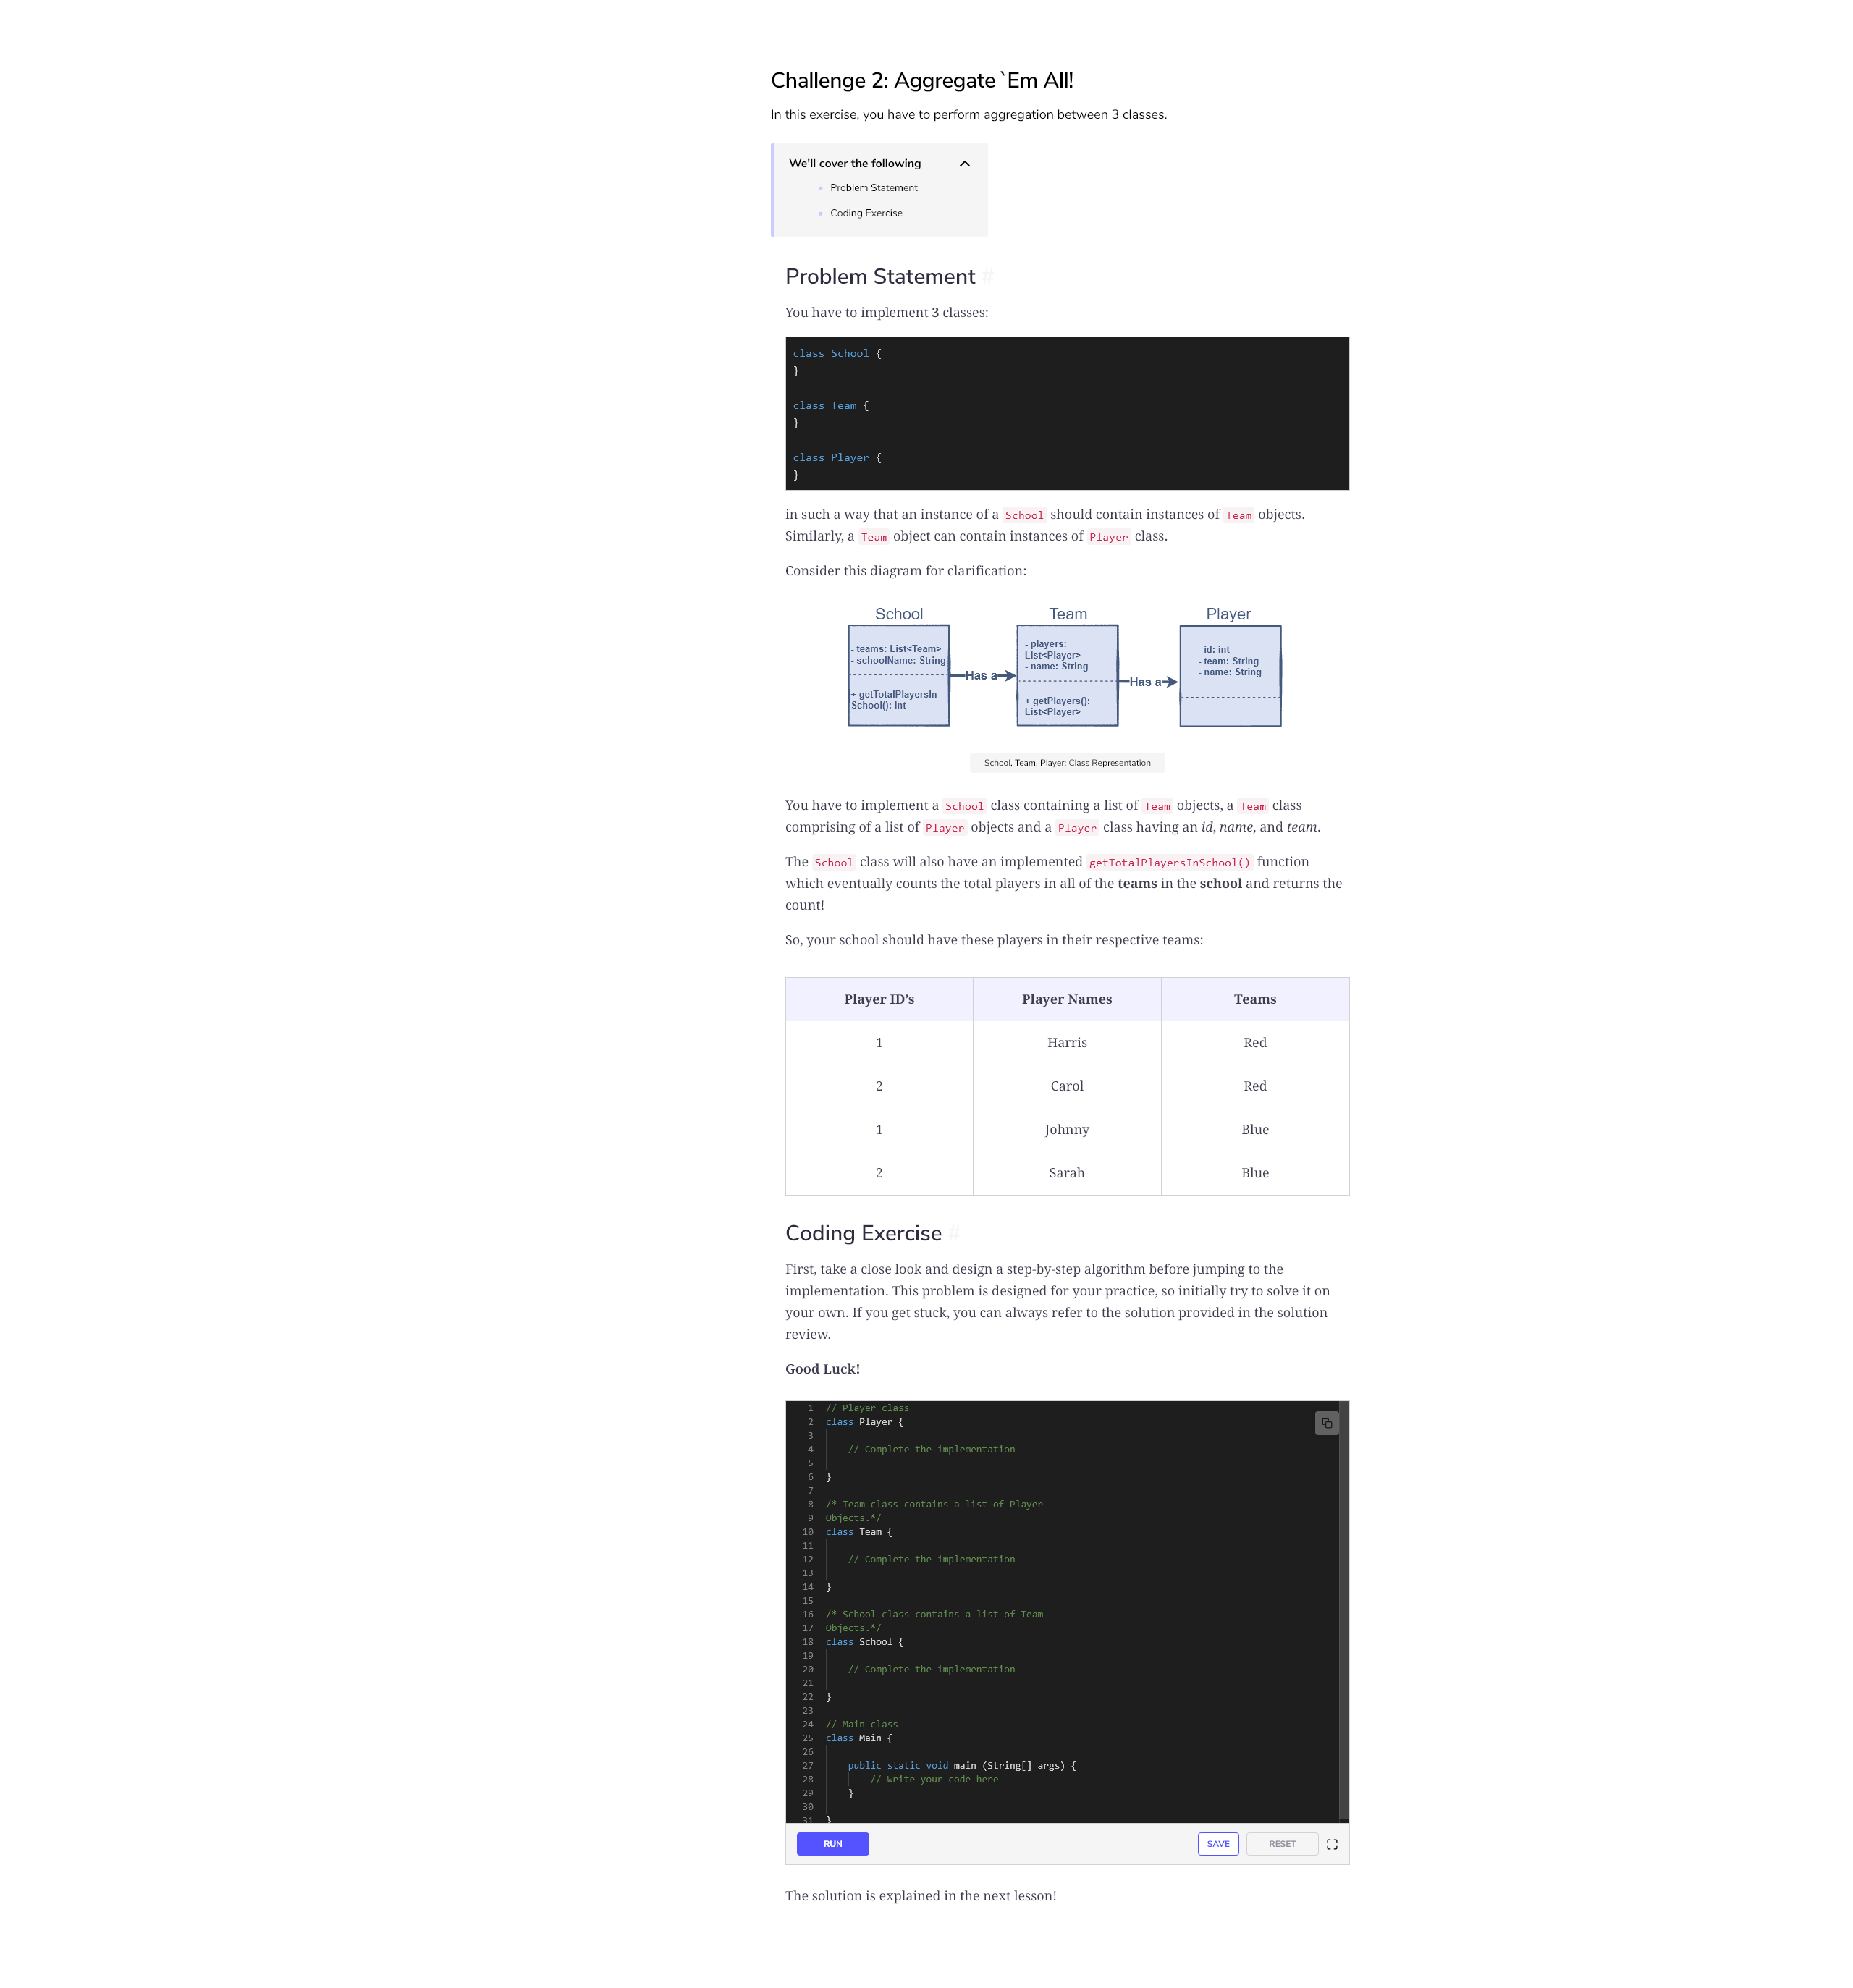 Challenge 2: Aggregate `Em All!
In this exercise, you have to perform aggregation between 3 classes.
We'll cover the following
Problem Statement
Coding Exercise
Problem Statement #
You have to implement 3 classes:
class School {
}
class Team {
}
class Player {
}
in such a way that an instance of a School should contain instances of Team objects.
Similarly, a Team object can contain instances of Player class.
Consider this diagram for clarification:
School
- teams: List<Team>
- schoolName: String
+ getTotalPlayersIn
School(): int
Has a
Team
- players:
List<Player>
- name: String
+ getPlayers():
List<Player>
Has a
Player
- id: int
- team: String
- name: String
School, Team, Player: Class Representation
You have to implement a School class containing a list of Team objects, a Team class
comprising of a list of Player objects and a Player class having an id, name, and team.
The School class will also have an implemented getTotalPlayersInSchool() function
which eventually counts the total players in all of the teams in the school and returns the
count!
So, your school should have these players in their respective teams:
Player ID’s Player Names Teams
1 Harris Red
2 Carol Red
1 Johnny Blue
2 Sarah Blue
Coding Exercise #
First, take a close look and design a step-by-step algorithm before jumping to the
implementation. This problem is designed for your practice, so initially try to solve it on
your own. If you get stuck, you can always refer to the solution provided in the solution
review.
Good Luck!
1 // Player class
2 class Player {
3
4 // Complete the implementation
5
6 }
7
8 /* Team class contains a list of Player
9 Objects.*/
10 class Team {
11
12 // Complete the implementation
13
14 }
15
16 /* School class contains a list of Team
17 Objects.*/
18 class School {
19
20 // Complete the implementation
21
22 }
23
24 // Main class
25 class Main {
26
27 public static void main (String[] args) {
28 // Write your code here
29 }
30
31 }
RUN SAVE RESET
The solution is explained in the next lesson!